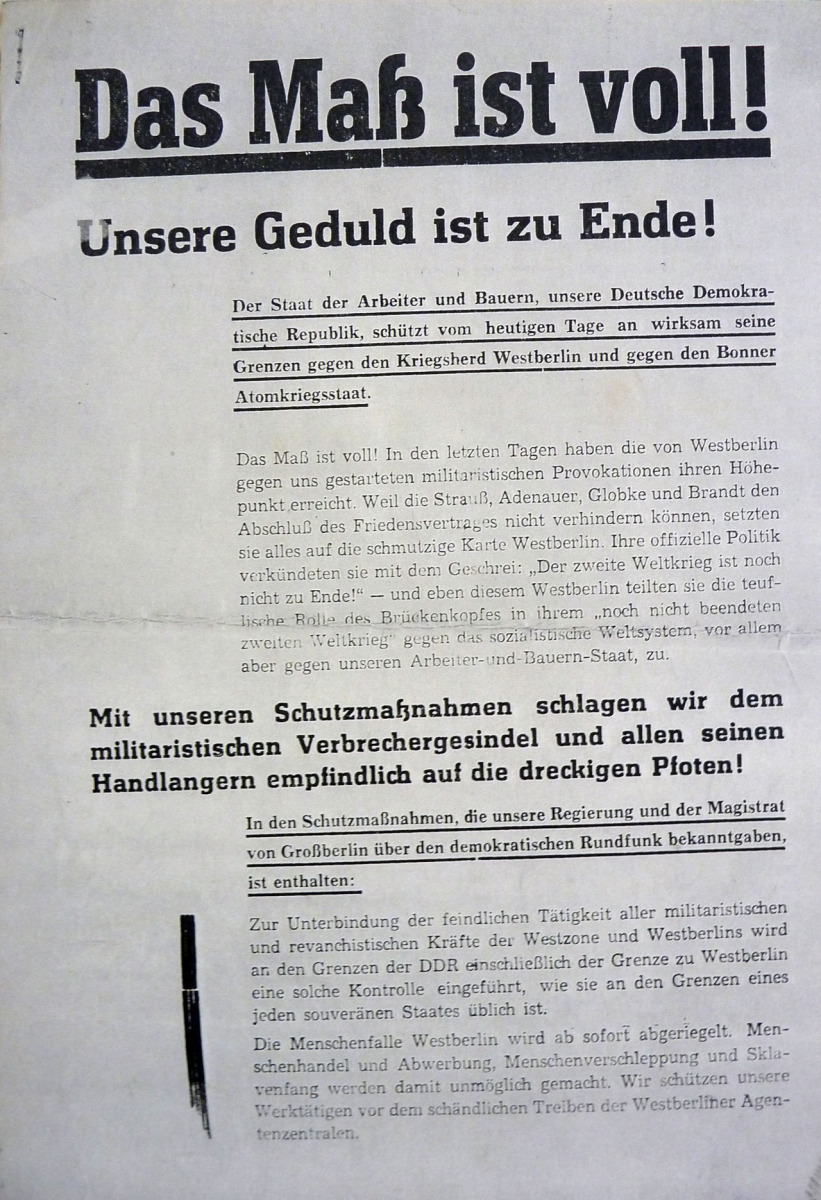 Das Maß ist voll!
Unsere Geduld ist zu Ende!
Der Staat der Arbeiter und Bauern, unsere Deutsche Demokra-
tische Republik, schützt vom heutigen Tage an wirksam seine
Grenzen gegen den Kriegsherd Westberlin und gegen den Bonner
Atomkriegsstaat.
Das Maß ist voll! In den letzten Tagen haben die von Westberlin
gegen uns gestarteten militaristischen Provokationen ihren Höhe-
punkt erreicht. Weil die Strauß, Adenauer, Globke und Brandt den
Abschluß des Friedensvertrages nicht verhindern können, setzten
sie alles auf die schmutzige Karte Westberlin. Ihre offizielle Politik
verkündeten sie mit dem Geschrei: „Der zweite Weltkrieg ist noch
nicht zu Ende!“ — und eben diesem Westberlin teilten sie die teuf-
lische Rolle des Brückenkopfes in ihrem „noch nicht beendeten
zweiten Weltkrieg“ gegen das sozialistische Weltsystem, vor allem
aber gegen unseren Arbeiter-und-Bauern-Staat, zu.
Mit unseren Schutzmaßnahmen schlagen wir dem
militaristischen Verbrechergesindel und allen seinen
Handlangern empfindlich auf die dreckigen Pfoten!
In den Schutzmaßnahmen, die unsere Regierung und der Magistrat
von Großberlin über den demokratischen Rundfunk bekanntgaben,
ist enthalten:
Zur Unterbindung der feindlichen Tätigkeit aller militaristischen
und revanchistischen Kräfte der Westzone und Westberlins wird
an den Grenzen der DDR einschließlich der Grenze zu Westberlin
eine solche Kontrolle eingeführt, wie sie an den Grenzen eines
jeden souveränen Staates üblich ist.
Die Menschenfalle Westberlin wird ab sofort abgeriegelt. Men-
schenhandel und Abwerbung, Menschenverschleppung und Skla-
venfang werden damit unmöglich gemacht. Wir schützen unsere
Werktätigen vor dem schändlichen Treiben der Westberliner Agen-
tenzentralen.